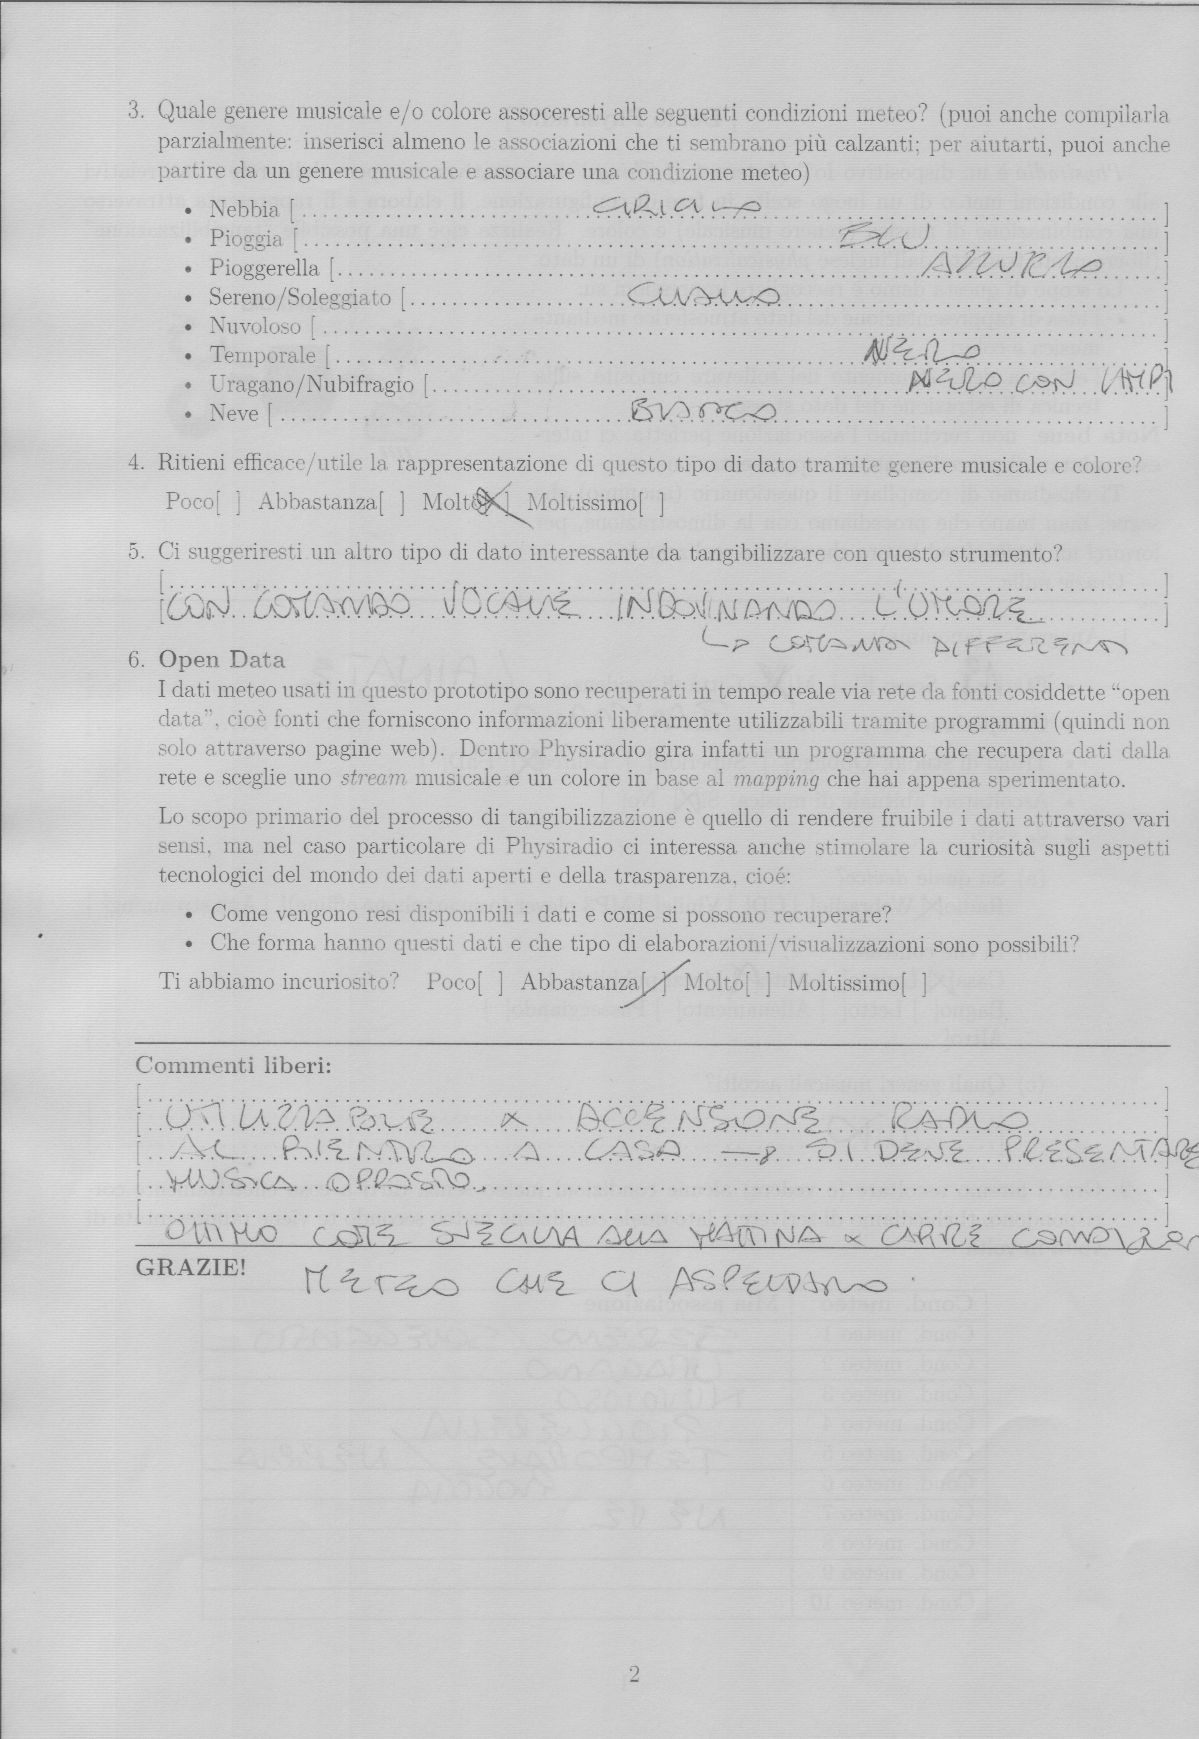 3. Quale genere musicale e/o colore assoceresti alle seguenti condizioni meteo? (puoi anche compilarla
parzialmente: inserisci almeno le associazioni che ti sembrano più calzanti; per aiutarti, puoi anche
partire da un genere musicale e associare una condizione meteo)
• Nebbia [ GRIGIO ]
• Pioggia [ BLU ]
• Pioggerella [ AZZURRO ]
• Sereno/Soleggiato [ ]
• Nuvoloso [ ]
• Temporale [ NERO ]
• Uragano/Nubifragio [ NERO CON LAMPI ]
• Neve [ BIANCO ]
4. Ritieni efficace/utile la rappresentazione di questo tipo di dato tramite genere musicale e colore?
Poco[ ] Abbastanza[ ] Molto[X] Moltissimo[ ]
5. Ci suggeriresti un altro tipo di dato interessante da tangibilizzare con questo strumento?
[ ]
[CON COMANDO VOCALE INDOVINANDO L'UMORE ]
↳ COMANDI DIFFERENTI
6. Open Data
I dati meteo usati in questo prototipo sono recuperati in tempo reale via rete da fonti cosiddette “open
data”, cioè fonti che forniscono informazioni liberamente utilizzabili tramite programmi (quindi non
solo attraverso pagine web). Dentro Physiradio gira infatti un programma che recupera dati dalla
rete e sceglie uno stream musicale e un colore in base al mapping che hai appena sperimentato.
Lo scopo primario del processo di tangibilizzazione è quello di rendere fruibile i dati attraverso vari
sensi, ma nel caso particolare di Physiradio ci interessa anche stimolare la curiosità sugli aspetti
tecnologici del mondo dei dati aperti e della trasparenza, cioé:
• Come vengono resi disponibili i dati e come si possono recuperare?
• Che forma hanno questi dati e che tipo di elaborazioni/visualizzazioni sono possibili?
Ti abbiamo incuriosito? Poco[ ] Abbastanza[/] Molto[ ] Moltissimo[ ]
Commenti liberi:
[ ]
[ UTILIZZABILE x ACCENSIONE RADIO ]
[ AL RIENTRO A CASA → SI DEVE PRESENTARE
[ MUSICA OPPOSTO. ]
[ ]
OTTIMO COME SVEGLIA ALLA MATTINA x CAPIRE CONDIZIONI
GRAZIE! METEO CHE CI ASPETTANO.
2